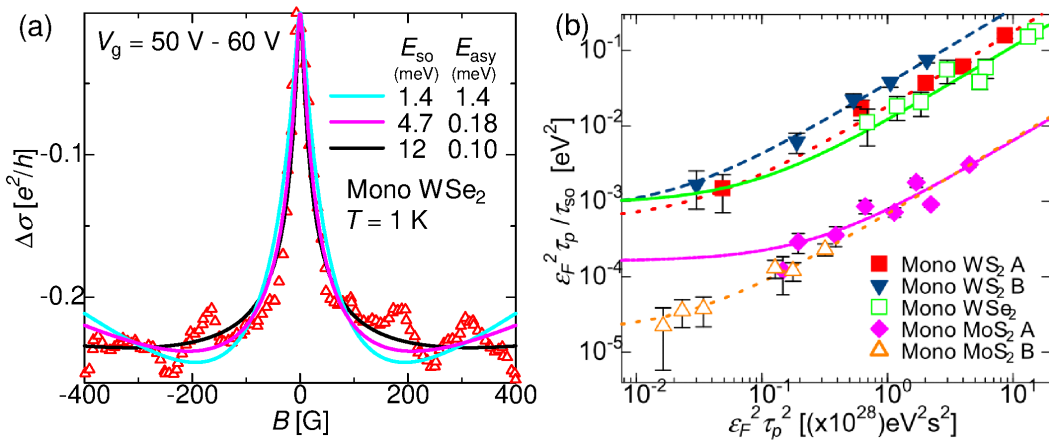 (a)
V_g = 50 V - 60 V
E_so E_asy
(meV) (meV)
1.4 1.4
4.7 0.18
12 0.10
Mono WSe₂
T = 1 K
Δσ [e²/h]
-0.1
-0.2
-400 -200 0 200 400
B [G]
(b)
10⁻¹
10⁻²
10⁻³
10⁻⁴
10⁻⁵
ε_F² τ_p / τ_so [eV²]
Mono WS₂ A
Mono WS₂ B
Mono WSe₂
Mono MoS₂ A
Mono MoS₂ B
10⁻² 10⁻¹ 10⁰ 10¹
ε_F² τ_p² [(x10²⁸)eV²s²]